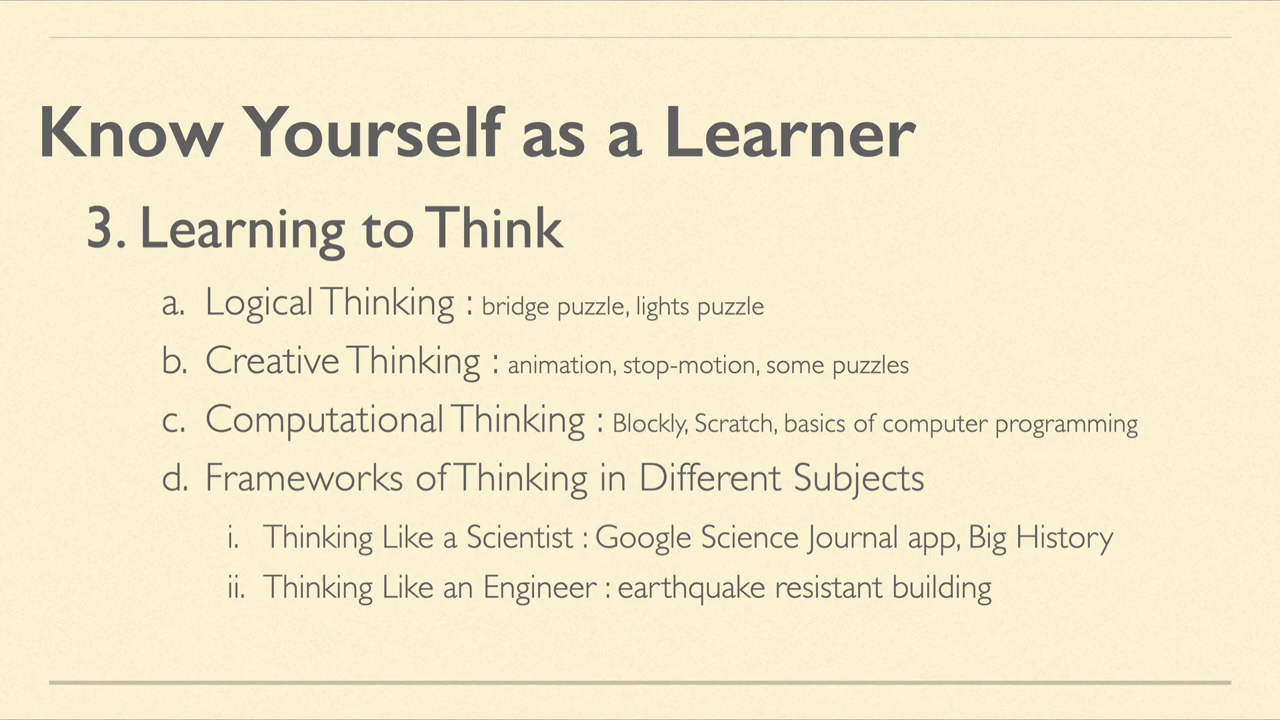 Know Yourself as a Learner
3. Learning to Think
a. Logical Thinking : bridge puzzle, lights puzzle
b. Creative Thinking : animation, stop-motion, some puzzles
c. Computational Thinking : Blockly, Scratch, basics of computer programming
d. Frameworks of Thinking in Different Subjects
i. Thinking Like a Scientist : Google Science Journal app, Big History
ii. Thinking Like an Engineer : earthquake resistant building